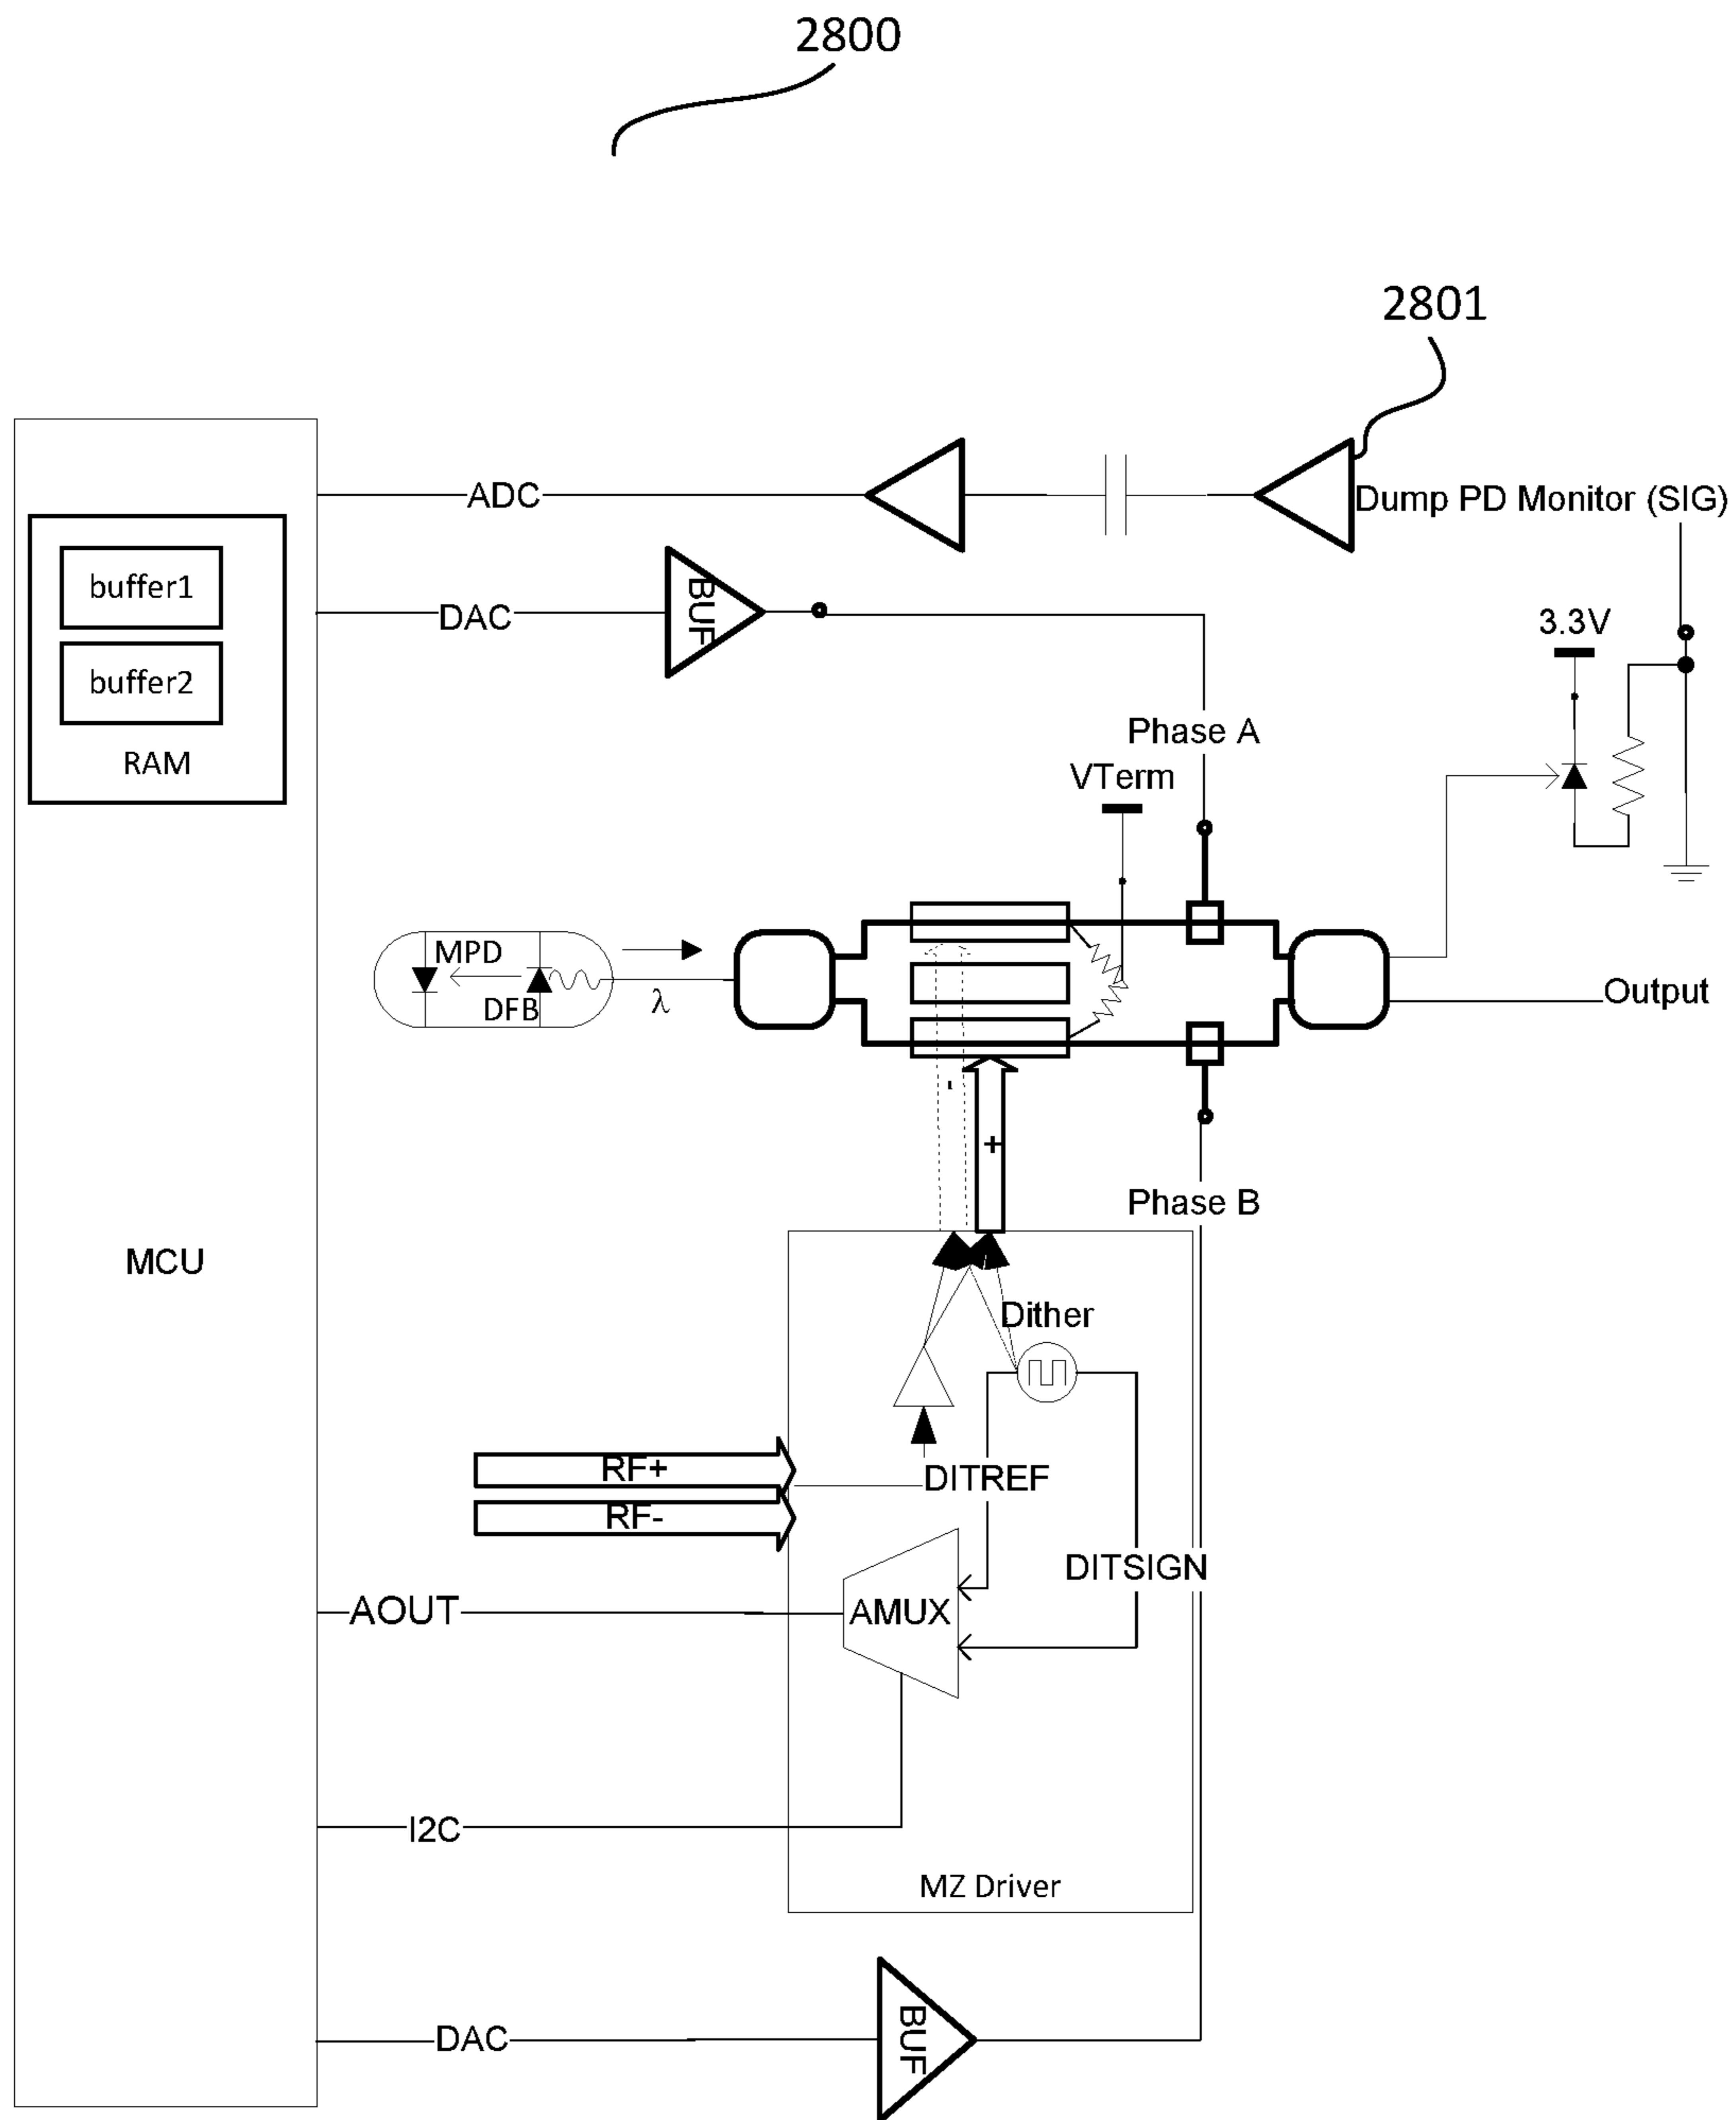 2800
2801
ADC
Dump PD Monitor (SIG)
buffer1
DAC
BUF
buffer2
3.3V
RAM
Phase A
VTerm
MPD
DFB
λ
Output
-
+
MCU
Phase B
Dither
RF+
DITREF
RF-
DITSIGN
AOUT
AMUX
I2C
MZ Driver
DAC
BUF